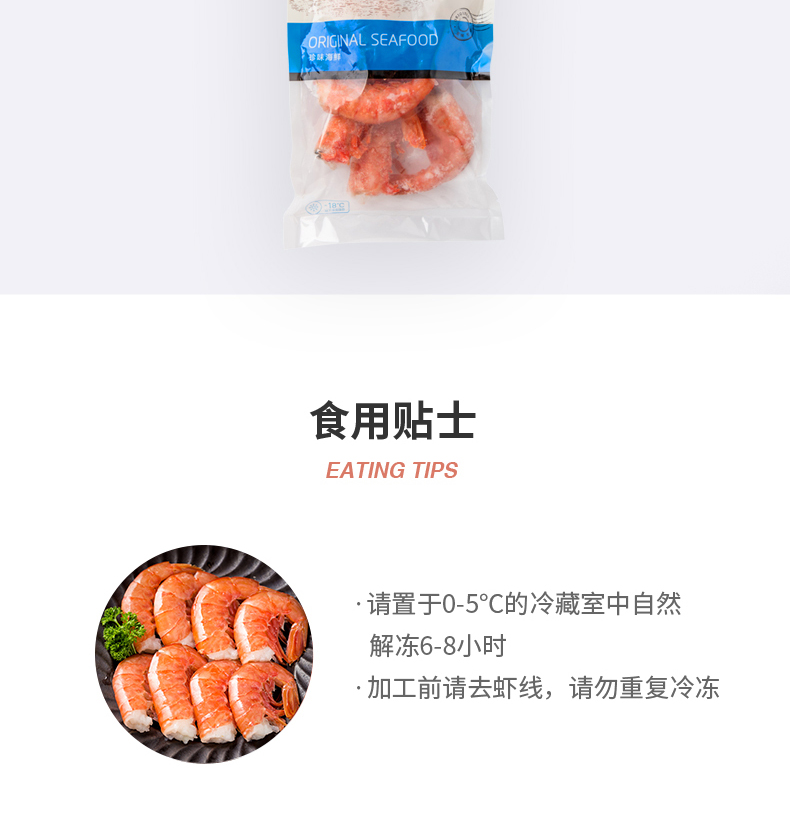 ORIGINAL SEAFOOD
珍味海鲜
-18℃
食用贴士
EATING TIPS
·请置于0-5℃的冷藏室中自然
解冻6-8小时
·加工前请去虾线，请勿重复冷冻